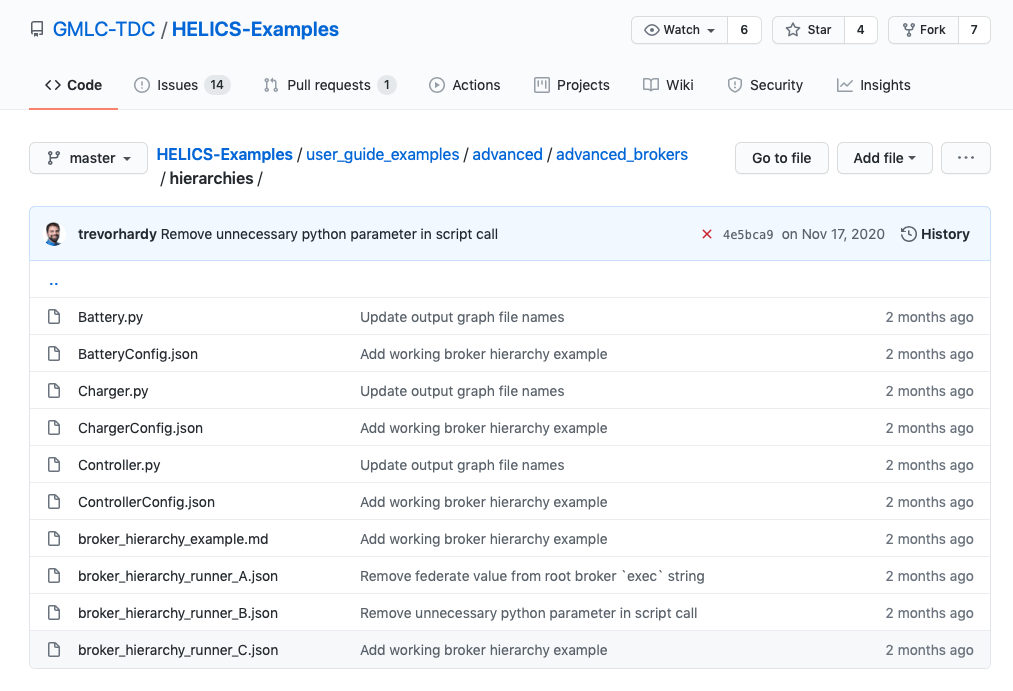 GMLC-TDC / HELICS-Examples Watch 6 Star 4 Fork 7
Code Issues 14 Pull requests 1 Actions Projects Wiki Security Insights
master HELICS-Examples / user_guide_examples / advanced / advanced_brokers Go to file Add file ...
/ hierarchies /
trevorhardy Remove unnecessary python parameter in script call 4e5bca9 on Nov 17, 2020 History
..
Battery.py Update output graph file names 2 months ago
BatteryConfig.json Add working broker hierarchy example 2 months ago
Charger.py Update output graph file names 2 months ago
ChargerConfig.json Add working broker hierarchy example 2 months ago
Controller.py Update output graph file names 2 months ago
ControllerConfig.json Add working broker hierarchy example 2 months ago
broker_hierarchy_example.md Add working broker hierarchy example 2 months ago
broker_hierarchy_runner_A.json Remove federate value from root broker `exec` string 2 months ago
broker_hierarchy_runner_B.json Remove unnecessary python parameter in script call 2 months ago
broker_hierarchy_runner_C.json Add working broker hierarchy example 2 months ago